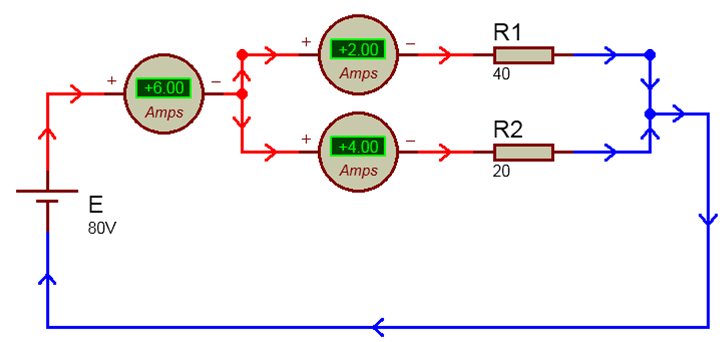 + +6.00 −
Amps
+ +2.00 −
Amps
R1
40
+ +4.00 −
Amps
R2
20
E
80V